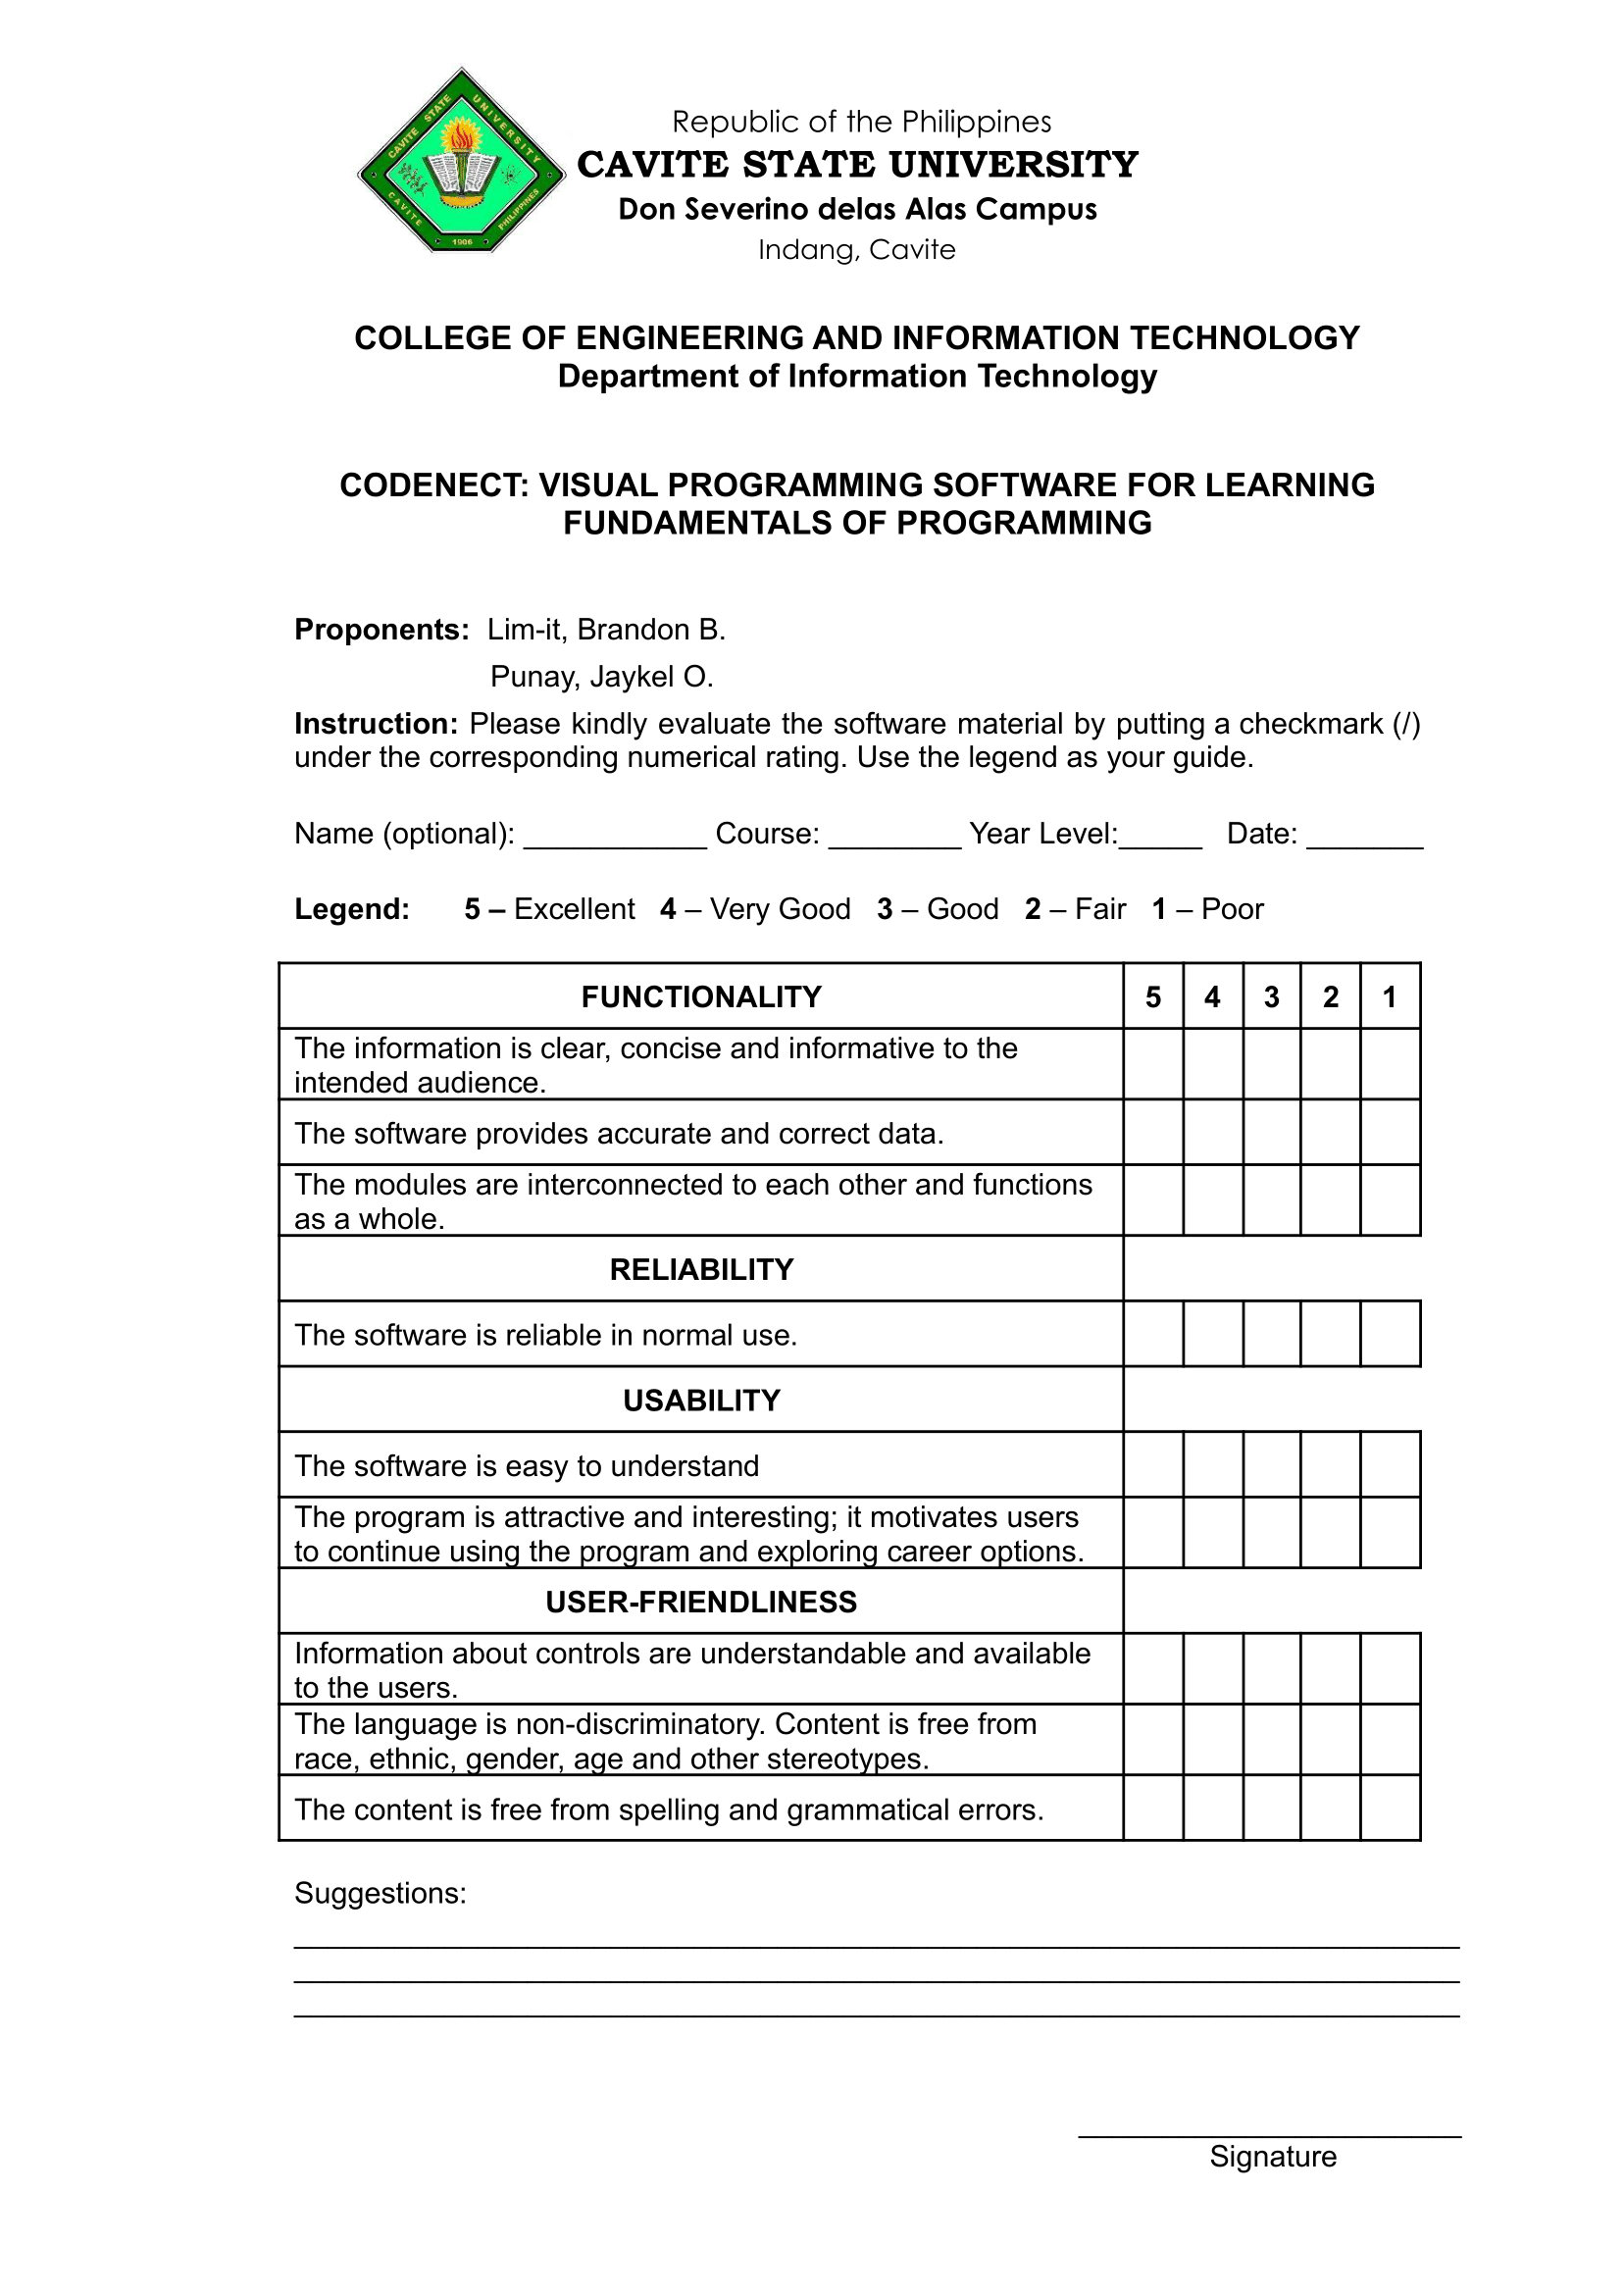 CAVITE STATE UNIVERSITY
CAVITE PHILIPPINES
1906
Republic of the Philippines
CAVITE STATE UNIVERSITY
Don Severino delas Alas Campus
Indang, Cavite
COLLEGE OF ENGINEERING AND INFORMATION TECHNOLOGY
Department of Information Technology
CODENECT: VISUAL PROGRAMMING SOFTWARE FOR LEARNING
FUNDAMENTALS OF PROGRAMMING
Proponents: Lim-it, Brandon B.
Punay, Jaykel O.
Instruction: Please kindly evaluate the software material by putting a checkmark (/)
under the corresponding numerical rating. Use the legend as your guide.
Name (optional): ___________ Course: ________ Year Level:_____ Date: _______
Legend: 5 – Excellent 4 – Very Good 3 – Good 2 – Fair 1 – Poor
FUNCTIONALITY 5 4 3 2 1
The information is clear, concise and informative to the
intended audience.
The software provides accurate and correct data.
The modules are interconnected to each other and functions
as a whole.
RELIABILITY
The software is reliable in normal use.
USABILITY
The software is easy to understand
The program is attractive and interesting; it motivates users
to continue using the program and exploring career options.
USER-FRIENDLINESS
Information about controls are understandable and available
to the users.
The language is non-discriminatory. Content is free from
race, ethnic, gender, age and other stereotypes.
The content is free from spelling and grammatical errors.
Suggestions:
Signature